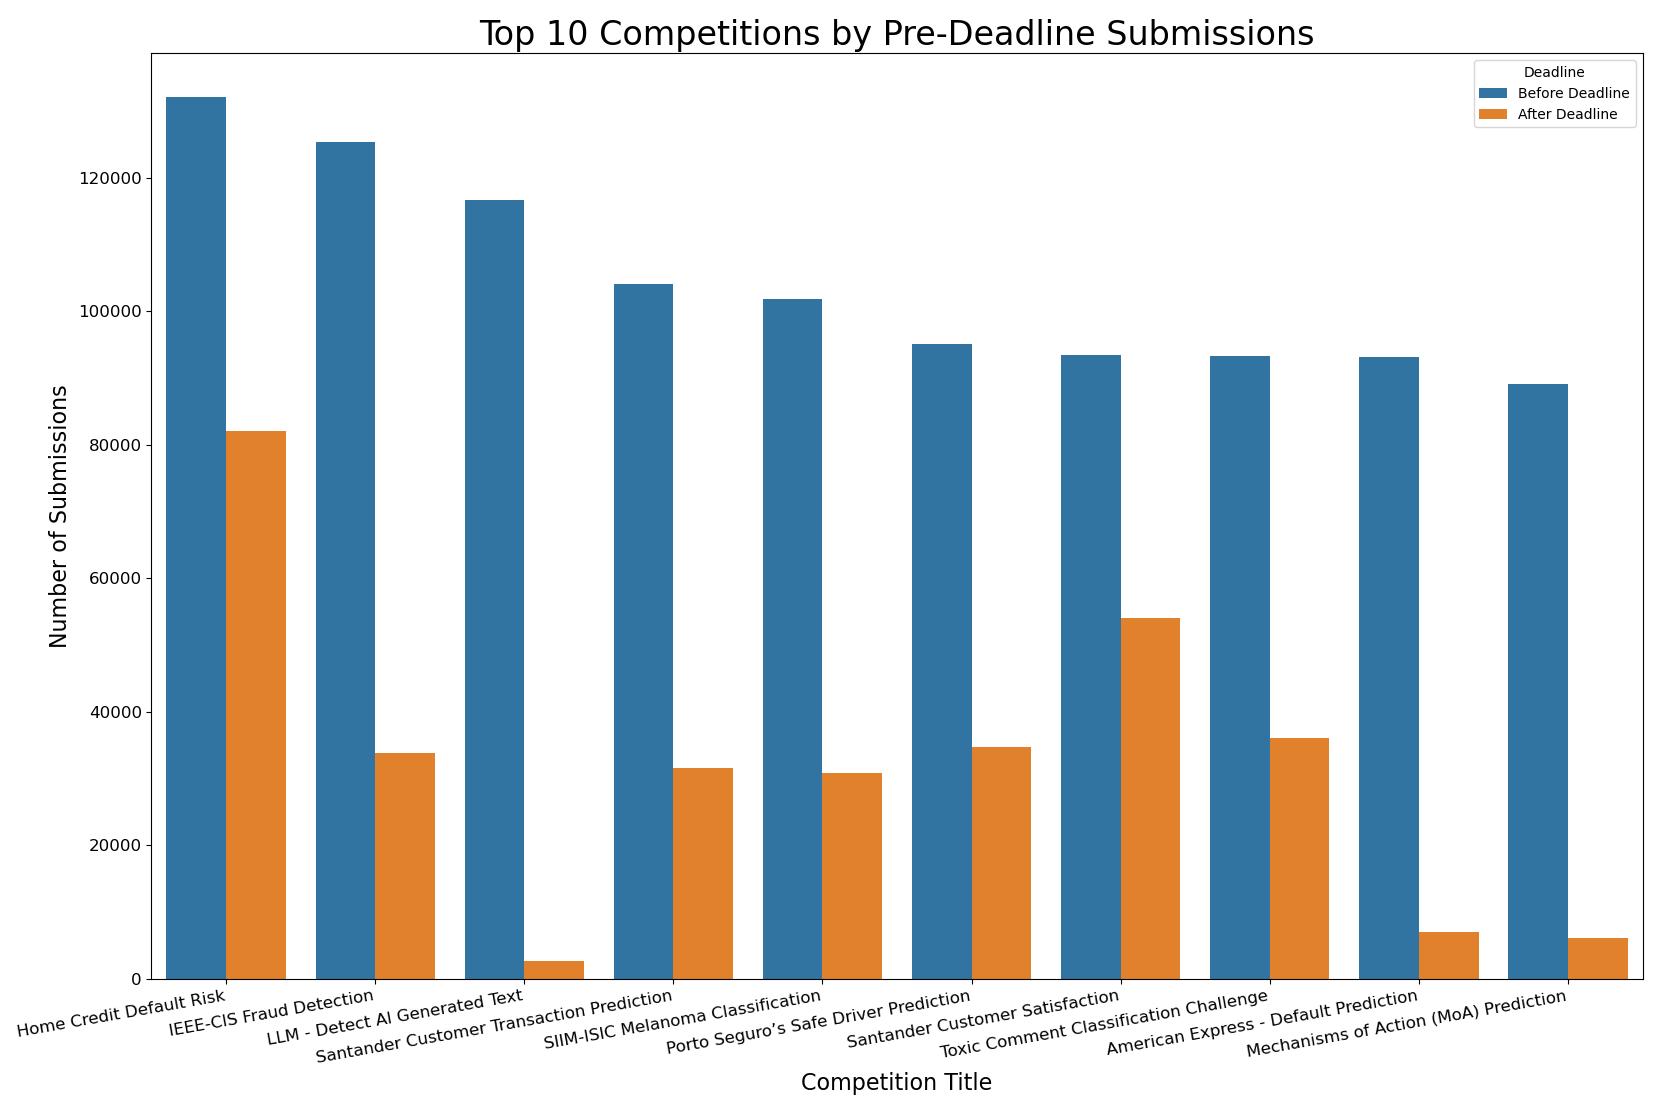 Top 10 Competitions by Pre-Deadline Submissions
Deadline
Before Deadline
After Deadline
120000
100000
80000
60000
40000
20000
0
Number of Submissions
Home Credit Default Risk
IEEE-CIS Fraud Detection
LLM - Detect AI Generated Text
Santander Customer Transaction Prediction
SIIM-ISIC Melanoma Classification
Porto Seguro’s Safe Driver Prediction
Santander Customer Satisfaction
Toxic Comment Classification Challenge
American Express - Default Prediction
Mechanisms of Action (MoA) Prediction
Competition Title